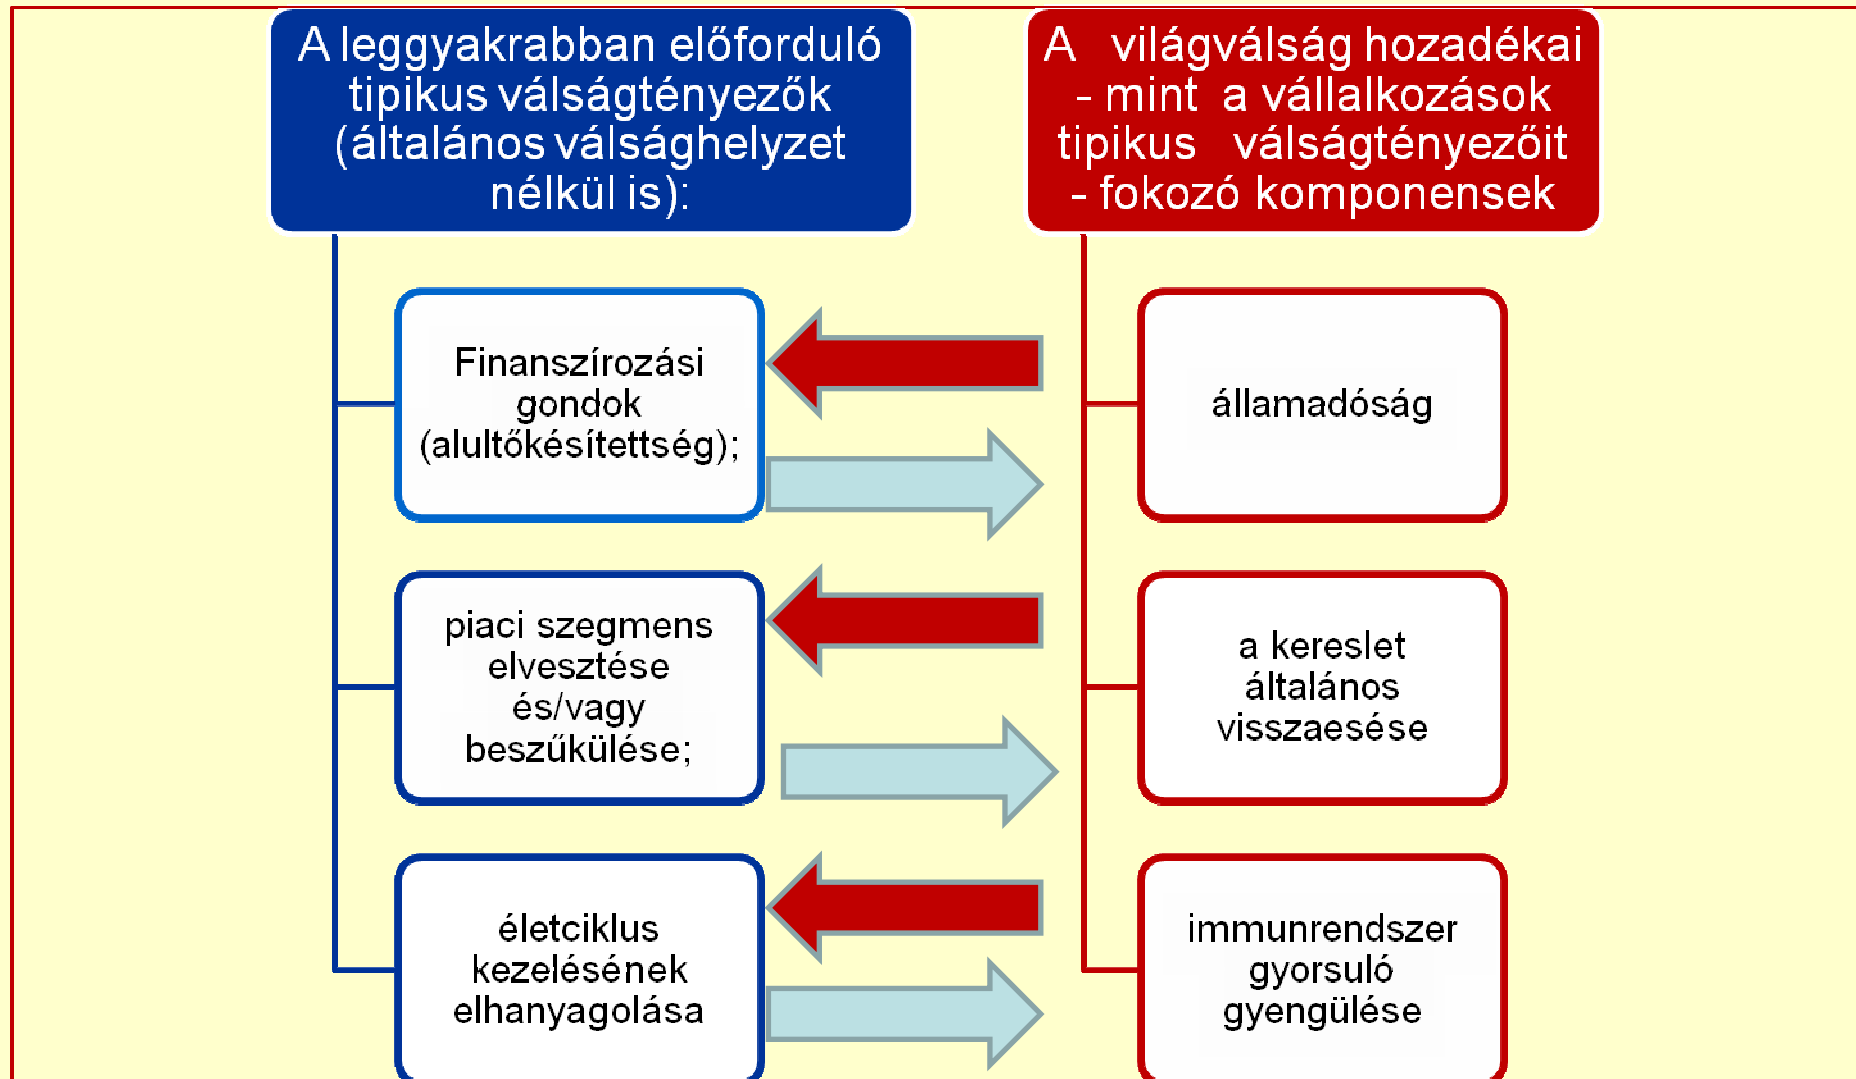 A leggyakrabban előforduló
tipikus válságtényezők
(általános válsághelyzet
nélkül is):
A világválság hozadékai
- mint a vállalkozások
tipikus válságtényezőit
- fokozó komponensek
Finanszírozási
gondok
(alultőkésítettség);
államadóság
piaci szegmens
elvesztése
és/vagy
beszűkülése;
a kereslet
általános
visszaesése
életciklus
kezelésének
elhanyagolása
immunrendszer
gyorsuló
gyengülése